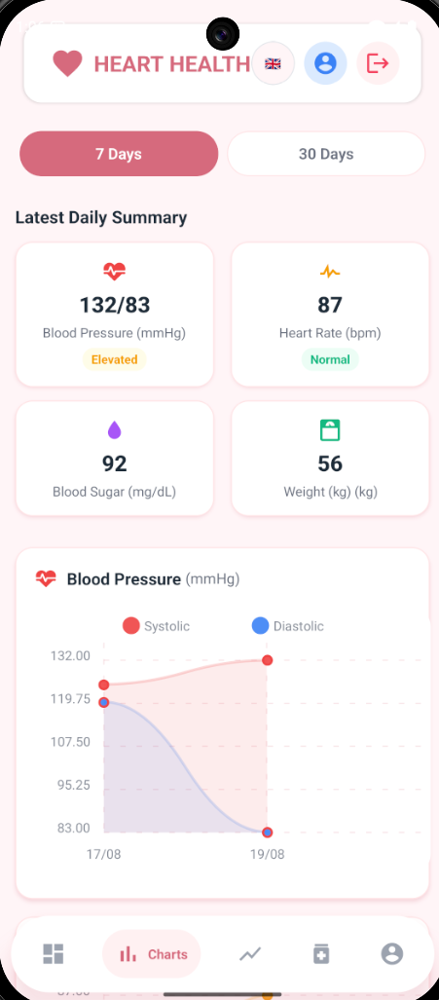 HEART HEALTH
7 Days
30 Days
Latest Daily Summary
132/83
Blood Pressure (mmHg)
Elevated
87
Heart Rate (bpm)
Normal
92
Blood Sugar (mg/dL)
56
Weight (kg) (kg)
Blood Pressure (mmHg)
Systolic
Diastolic
132.00
119.75
107.50
95.25
83.00
17/08
19/08
Charts